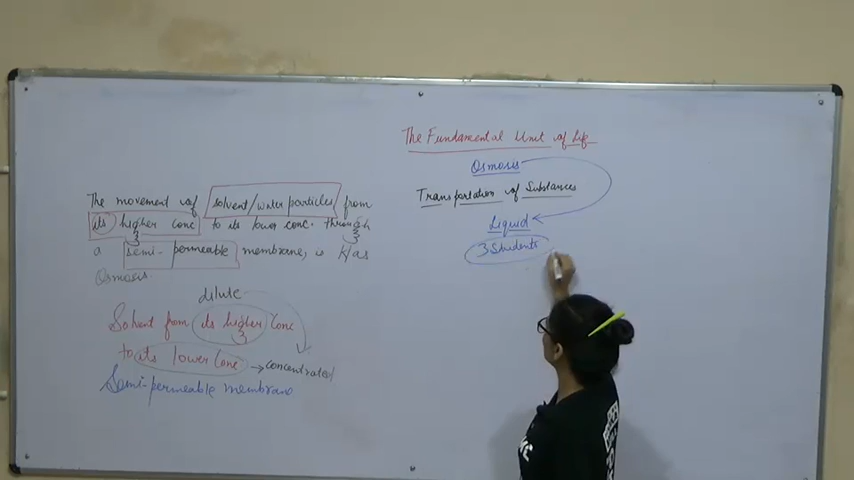 The Fundamental Unit of Life
Osmosis
Transportation of Substances
Liquid
3 Students
The movement of solvent/water particles from
its higher conc to its lower conc. through
a semi-permeable membrane, is k/as
Osmosis.
dilute
Solvent from its higher Conc
to its lower Conc → concentrated
Semi-permeable membrane